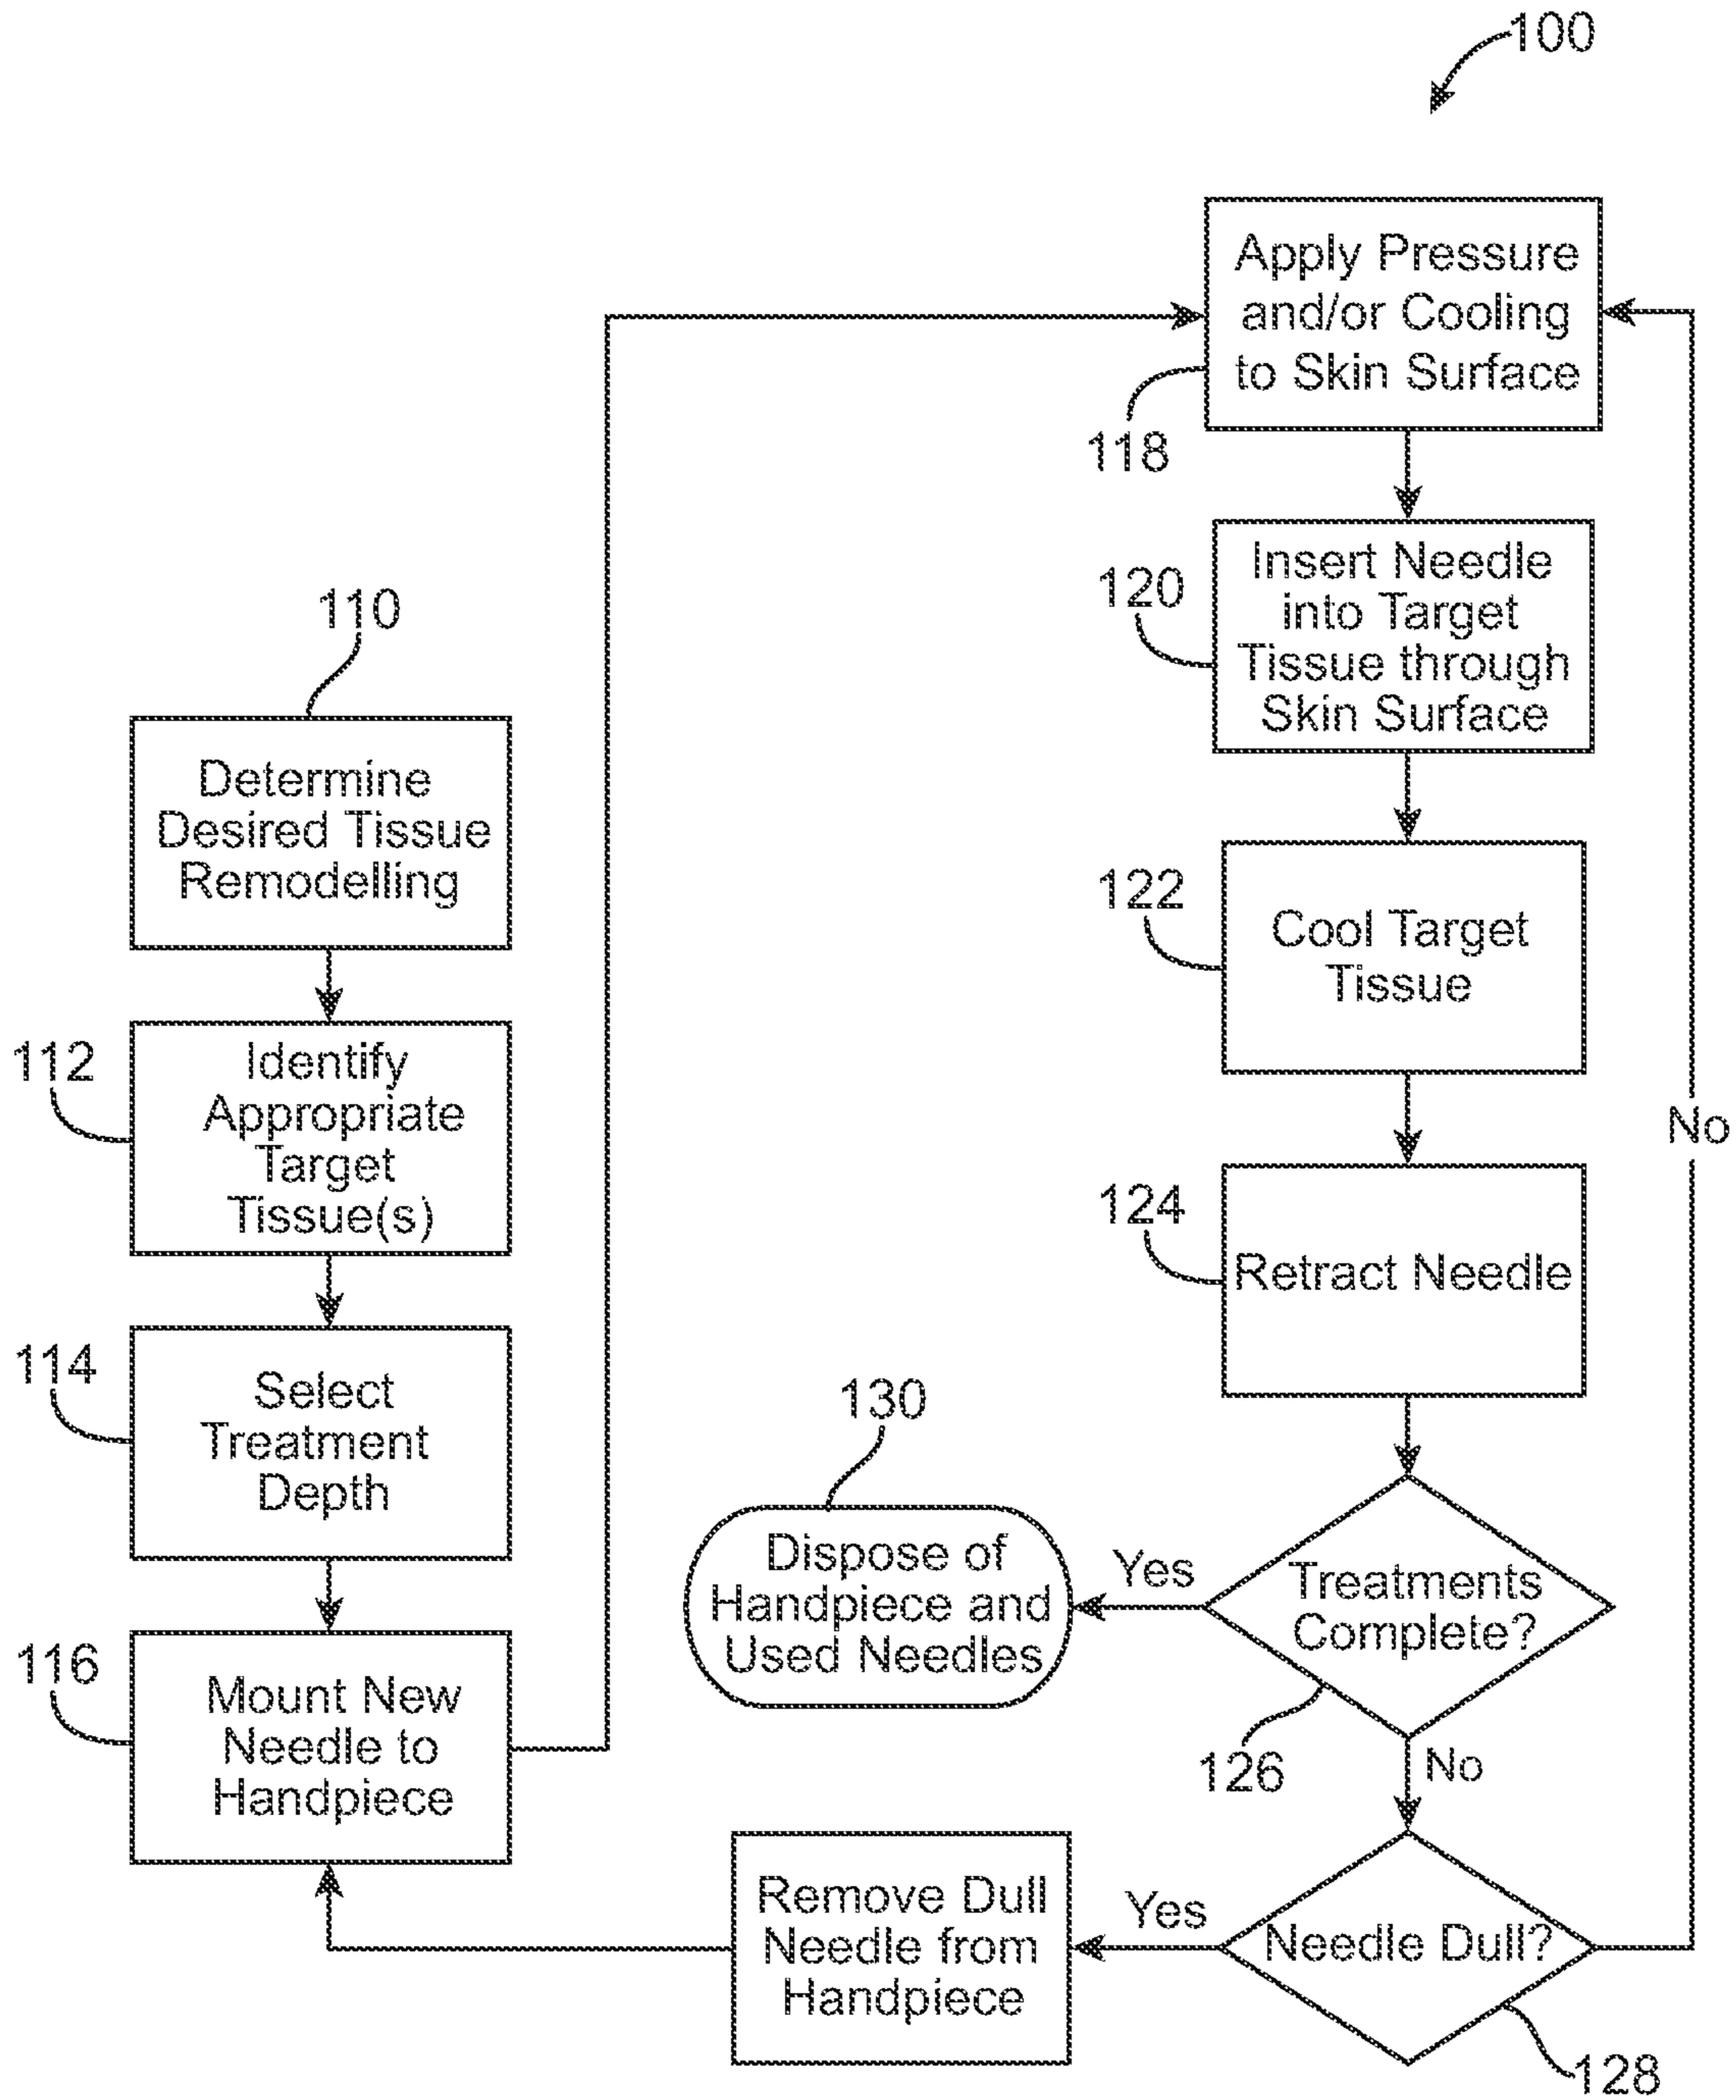 100
110
Determine
Desired Tissue
Remodelling
112
Identify
Appropriate
Target
Tissue(s)
114
Select
Treatment
Depth
116
Mount New
Needle to
Handpiece
Apply Pressure
and/or Cooling
to Skin Surface
118
120
Insert Needle
into Target
Tissue through
Skin Surface
122
Cool Target
Tissue
124
Retract Needle
No
130
Dispose of
Handpiece and
Used Needles
Yes
Treatments
Complete?
126
No
Remove Dull
Needle from
Handpiece
Yes
Needle Dull?
128